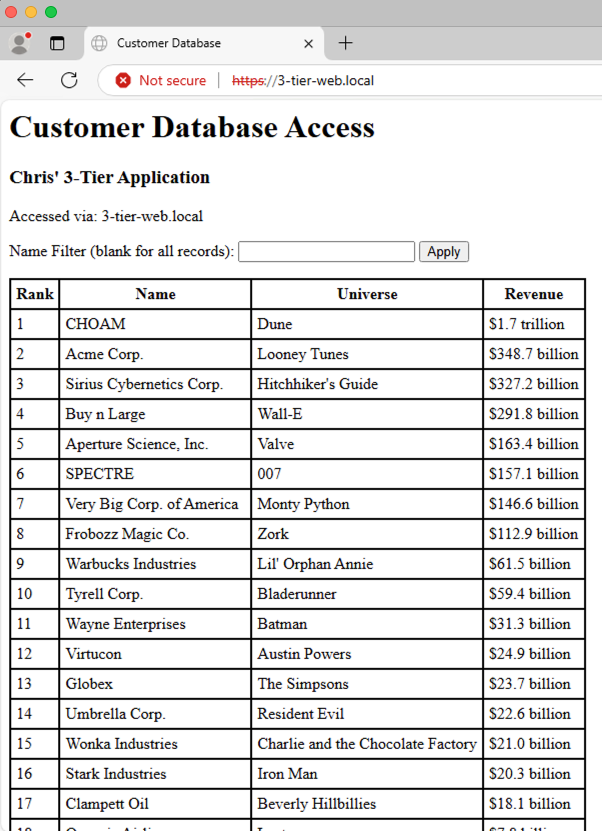 Customer Database
Not secure https://3-tier-web.local
Customer Database Access
Chris' 3-Tier Application
Accessed via: 3-tier-web.local
Name Filter (blank for all records): Apply
Rank Name Universe Revenue
1 CHOAM Dune $1.7 trillion
2 Acme Corp. Looney Tunes $348.7 billion
3 Sirius Cybernetics Corp. Hitchhiker's Guide $327.2 billion
4 Buy n Large Wall-E $291.8 billion
5 Aperture Science, Inc. Valve $163.4 billion
6 SPECTRE 007 $157.1 billion
7 Very Big Corp. of America Monty Python $146.6 billion
8 Frobozz Magic Co. Zork $112.9 billion
9 Warbucks Industries Lil' Orphan Annie $61.5 billion
10 Tyrell Corp. Bladerunner $59.4 billion
11 Wayne Enterprises Batman $31.3 billion
12 Virtucon Austin Powers $24.9 billion
13 Globex The Simpsons $23.7 billion
14 Umbrella Corp. Resident Evil $22.6 billion
15 Wonka Industries Charlie and the Chocolate Factory $21.0 billion
16 Stark Industries Iron Man $20.3 billion
17 Clampett Oil Beverly Hillbillies $18.1 billion